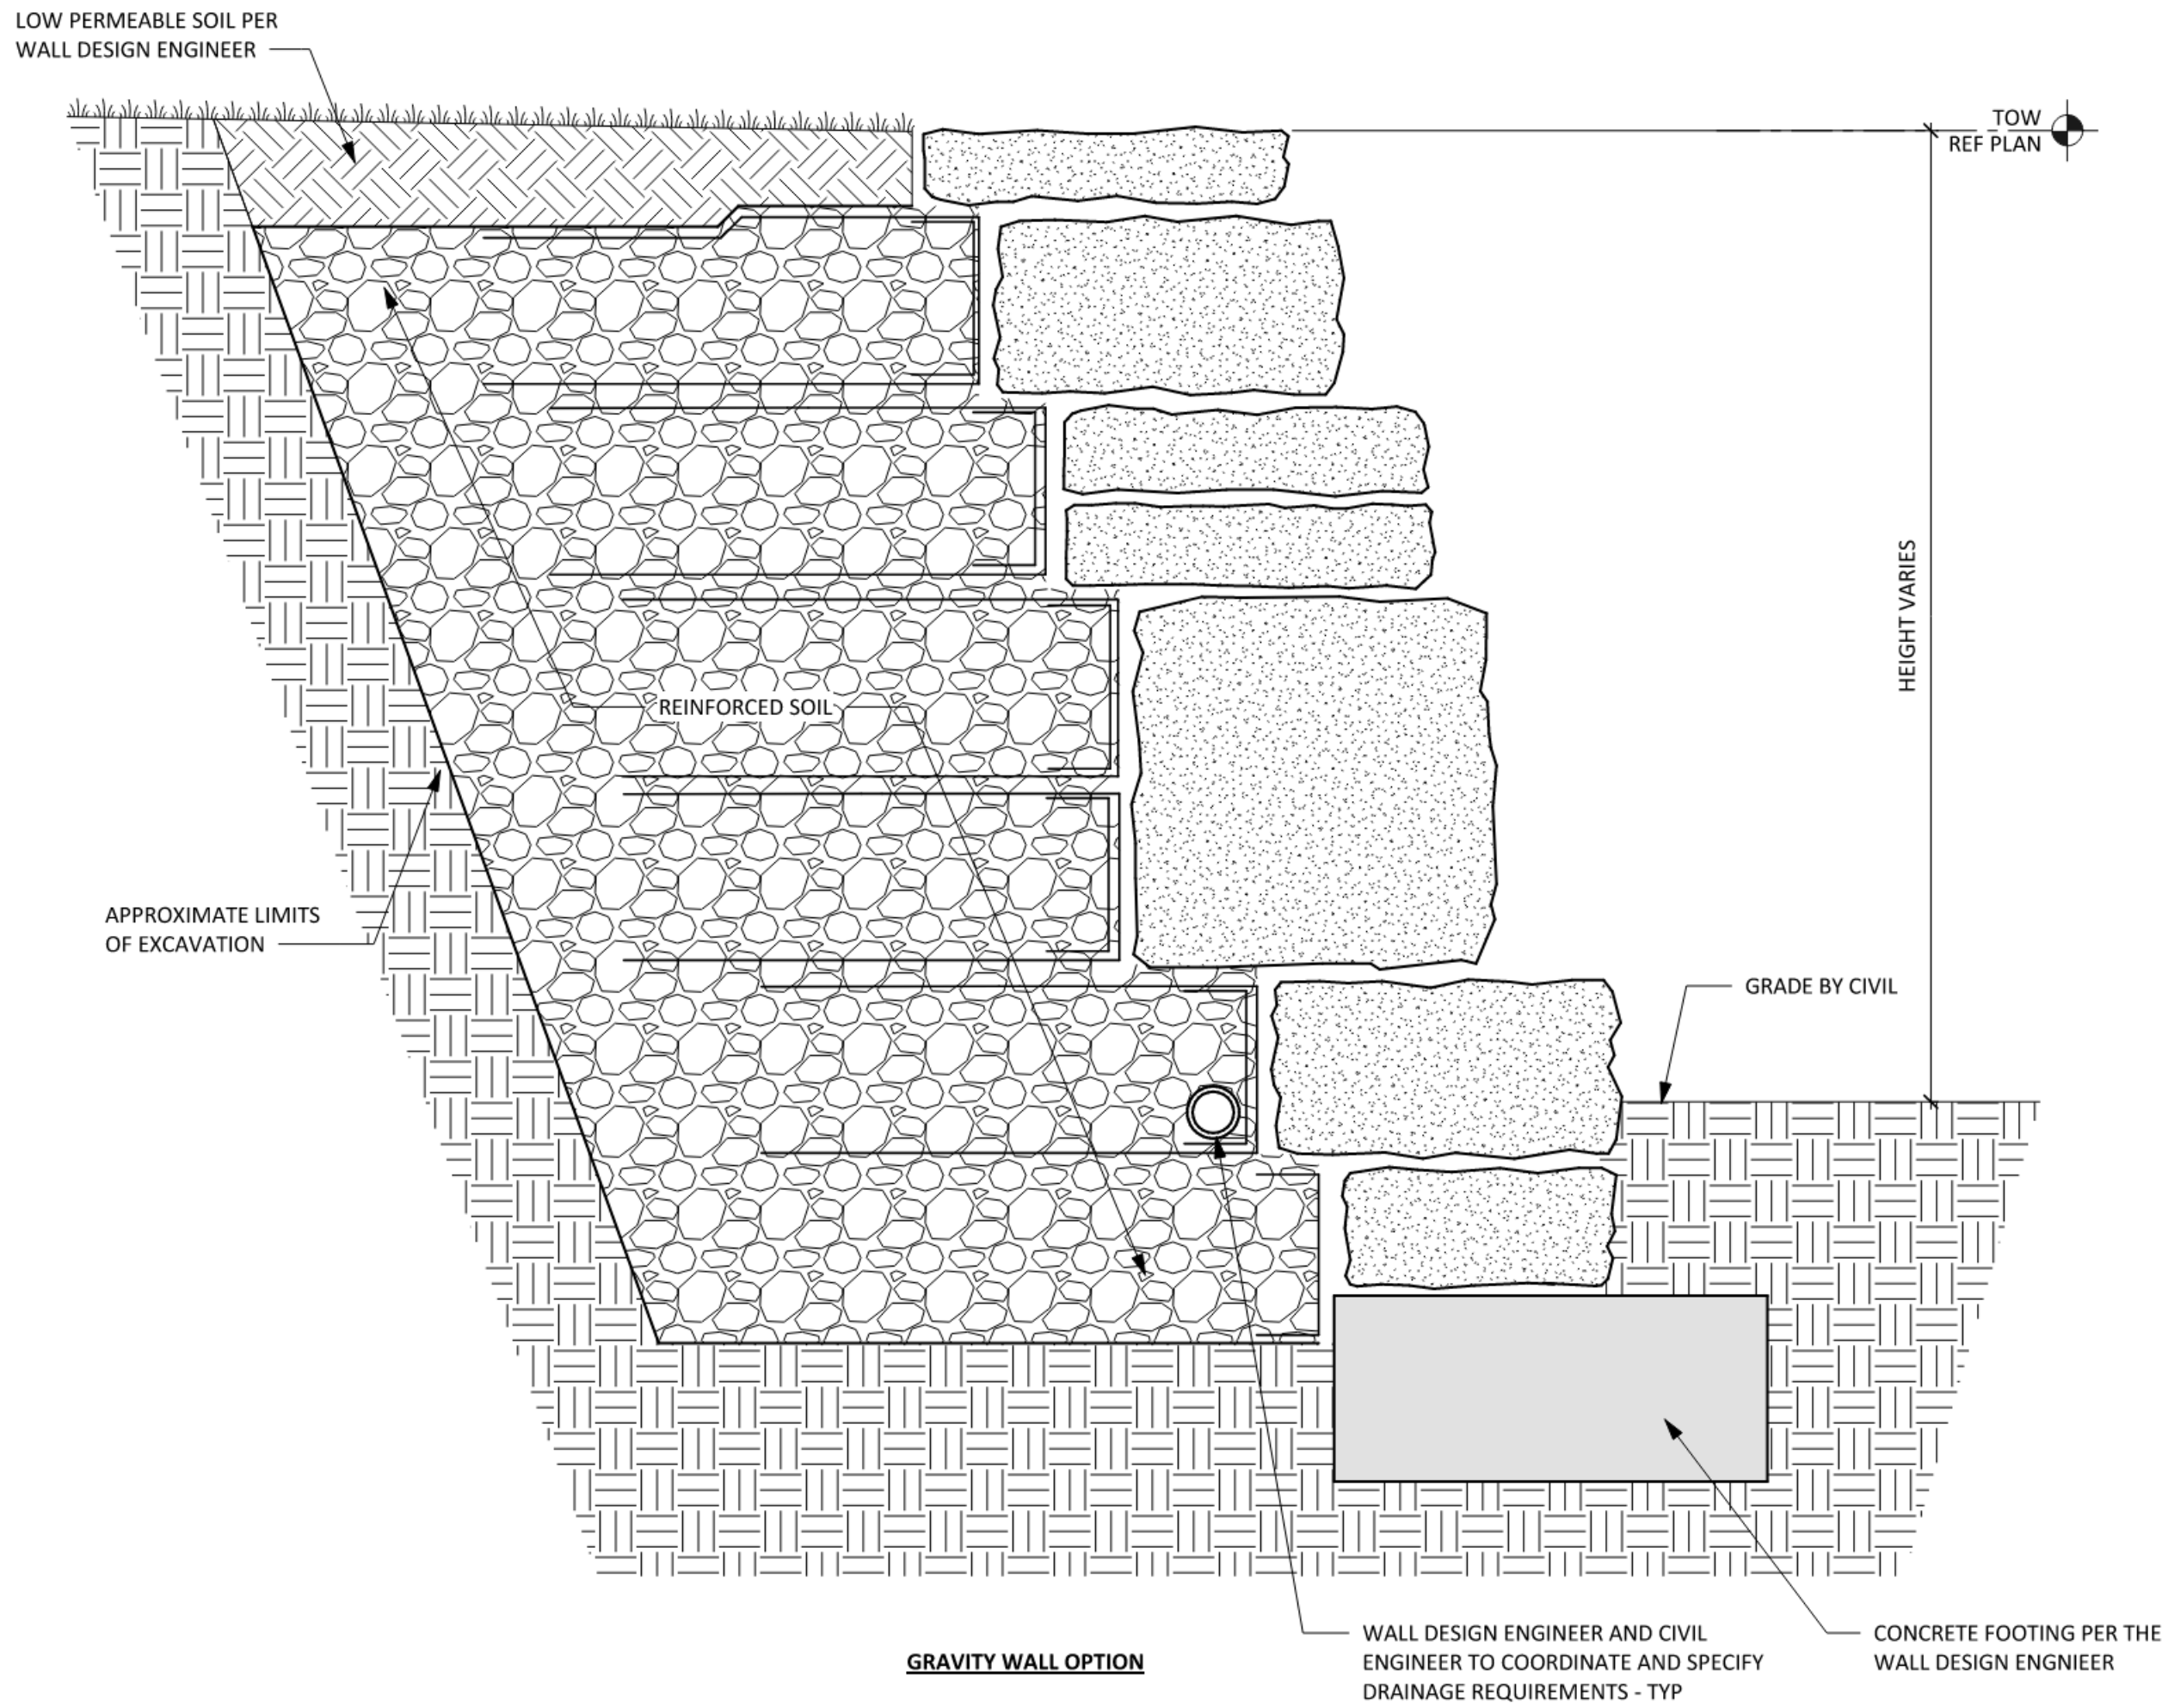 LOW PERMEABLE SOIL PER
WALL DESIGN ENGINEER
TOW
REF PLAN
HEIGHT VARIES
REINFORCED SOIL
APPROXIMATE LIMITS
OF EXCAVATION
GRADE BY CIVIL
GRAVITY WALL OPTION
WALL DESIGN ENGINEER AND CIVIL
ENGINEER TO COORDINATE AND SPECIFY
DRAINAGE REQUIREMENTS - TYP
CONCRETE FOOTING PER THE
WALL DESIGN ENGNIEER